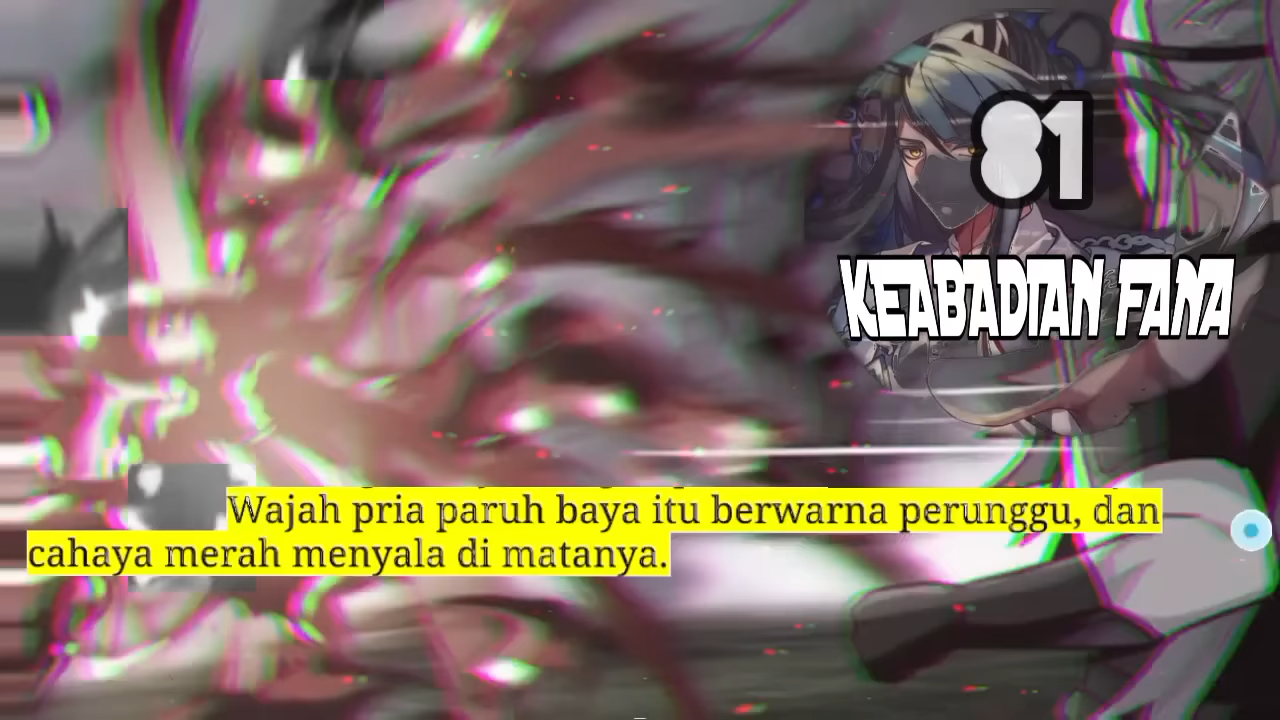 81
KEABADIAN FANA
Wajah pria paruh baya itu berwarna perunggu, dan
cahaya merah menyala di matanya.